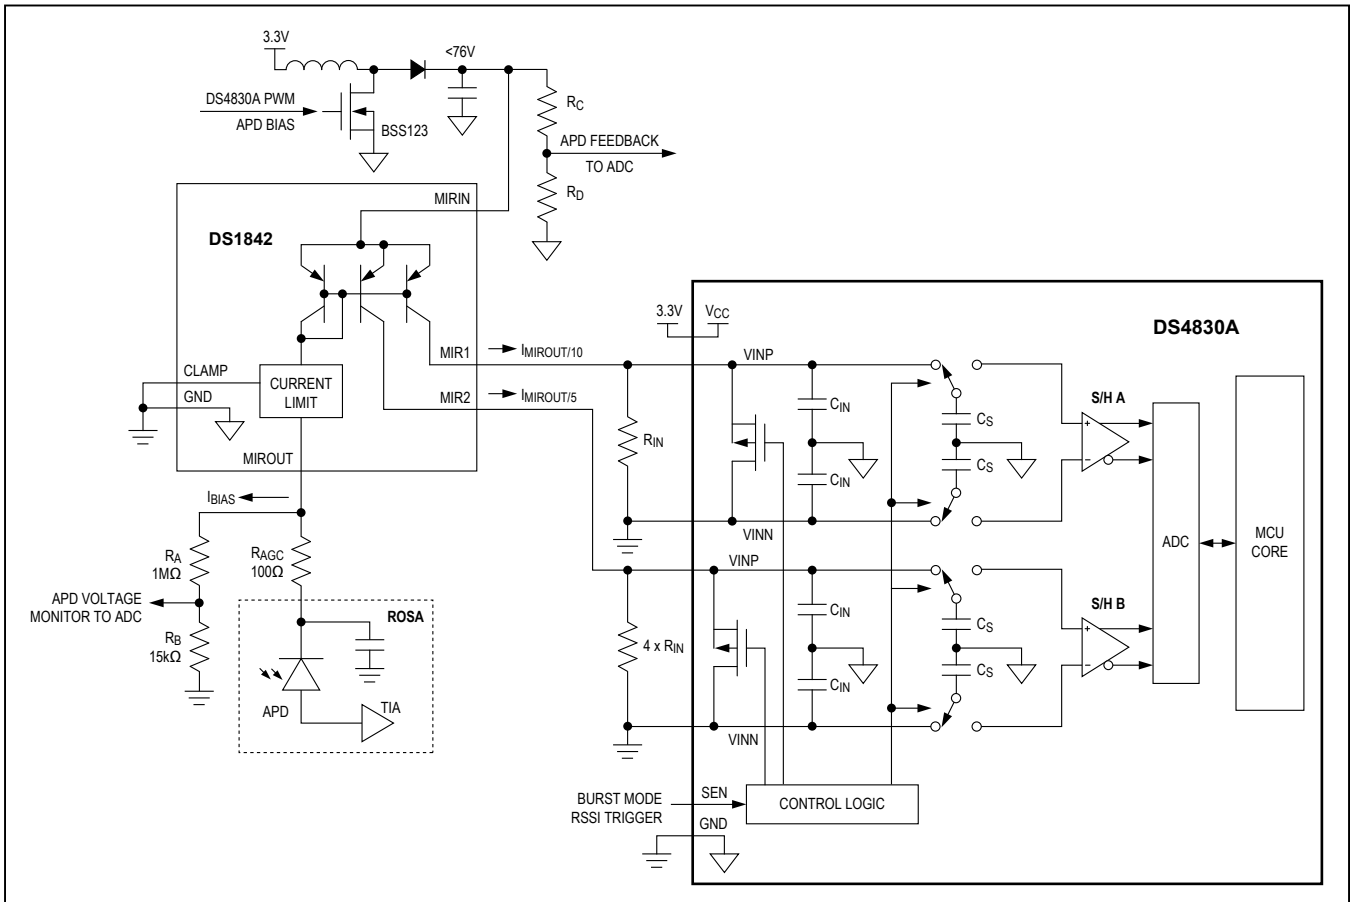 3.3V
<76V
DS4830A PWM
APD BIAS
BSS123
RC
APD FEEDBACK
TO ADC
RD
MIRIN
DS1842
CLAMP
GND
CURRENT
LIMIT
MIR1
IMIROUT/10
MIR2
IMIROUT/5
MIROUT
IBIAS
RA
1MΩ
RAGC
100Ω
APD VOLTAGE
MONITOR TO ADC
RB
15kΩ
ROSA
APD
TIA
3.3V
VCC
DS4830A
VINP
RIN
CIN
CIN
CS
CS
S/H A
+
−
VINN
VINP
4 x RIN
CIN
CIN
CS
CS
S/H B
+
−
VINN
ADC
MCU
CORE
BURST MODE
RSSI TRIGGER
SEN
CONTROL LOGIC
GND